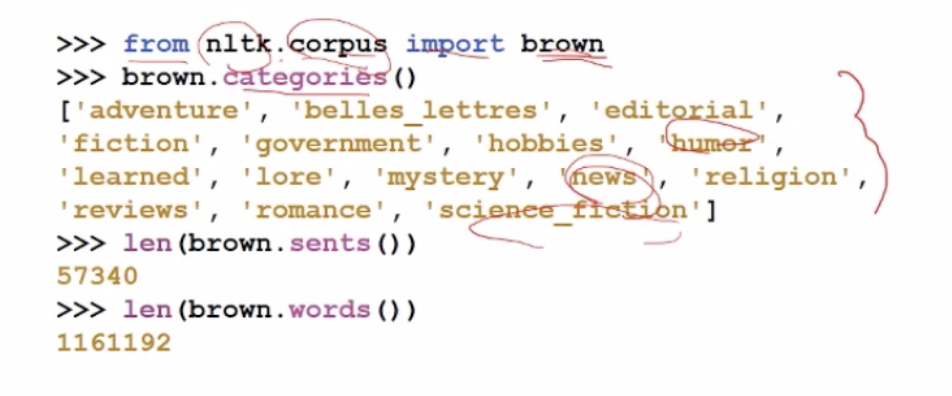 >>> from nltk.corpus import brown
>>> brown.categories()
['adventure', 'belles_lettres', 'editorial',
'fiction', 'government', 'hobbies', 'humor',
'learned', 'lore', 'mystery', 'news', 'religion',
'reviews', 'romance', 'science_fiction']
>>> len(brown.sents())
57340
>>> len(brown.words())
1161192